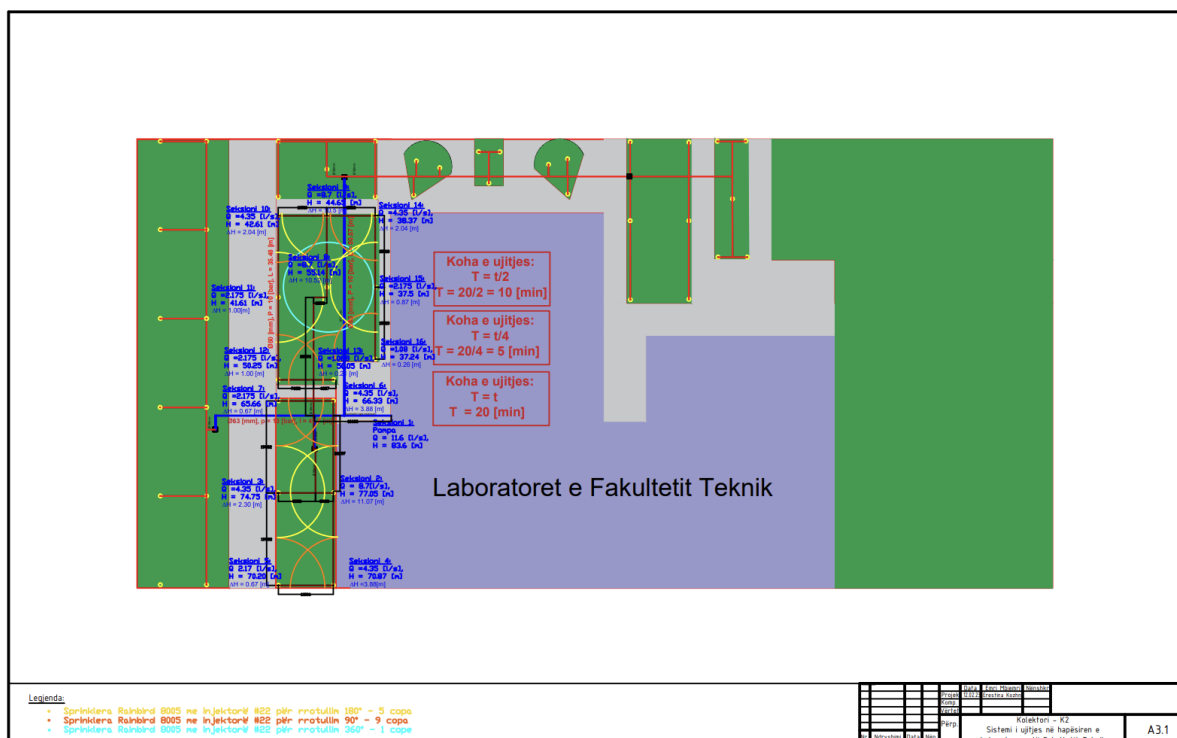 Seksioni 9:
Q =8.7 [l/s],
H = 44.63 [m]
Seksioni 10:
Q =4.35 [l/s],
H = 42.61 [m]
ΔH = 2.04 [m]
Seksioni 14:
Q =4.35 [l/s],
H = 38.37 [m]
ΔH = 2.04 [m]
Seksioni 8:
Q =8.7 [l/s],
H = 55.14 [m]
Seksioni 15:
Q =2.175 [l/s],
H = 37.5 [m]
ΔH = 0.87 [m]
Seksioni 11:
Q =2.175 [l/s],
H = 41.61 [m]
ΔH = 1.00[m]
Koha e ujitjes:
T = t/2
T = 20/2 = 10 [min]
Koha e ujitjes:
T = t/4
T = 20/4 = 5 [min]
Koha e ujitjes:
T = t
T = 20 [min]
Seksioni 16:
Q =1.08 [l/s],
H = 37.24 [m]
ΔH = 0.26 [m]
Seksioni 12:
Q =2.175 [l/s],
H = 50.25 [m]
ΔH = 1.00 [m]
Seksioni 13:
Seksioni 7:
Q =2.175 [l/s],
H = 65.66 [m]
ΔH = 0.67 [m]
Seksioni 6:
Q =4.35 [l/s],
H = 66.33 [m]
ΔH = 3.88 [m]
Seksioni 1:
Pompa
Q = 11.6 [l/s],
H = 83.6 [m]
Seksioni 3:
Q =4.35 [l/s],
H = 74.75 [m]
ΔH = 2.30 [m]
Seksioni 2:
Q = 8.7[l/s],
H = 77.05 [m]
ΔH = 11.07 [m]
Laboratoret e Fakultetit Teknik
Seksioni 5:
Q 2.17 [l/s],
H = 70.20 [m]
ΔH = 0.67 [m]
Seksioni 4:
Q =4.35 [l/s],
H = 70.87 [m]
ΔH =3.88[m]
Legjenda:
Sprinklera Rainbird 8005 me injektorë #22 për rrotullim 180° - 5 copa
Sprinklera Rainbird 8005 me injektorë #22 për rrotullim 90° - 9 copa
Sprinklera Rainbird 8005 me injektorë #22 për rrotullim 360° - 1 copa
Data Emri Mbiemri
Projek
Komp.
Përp.
Kolektori - K2
Sistemi i ujitjes në hapësiren e
A3.1